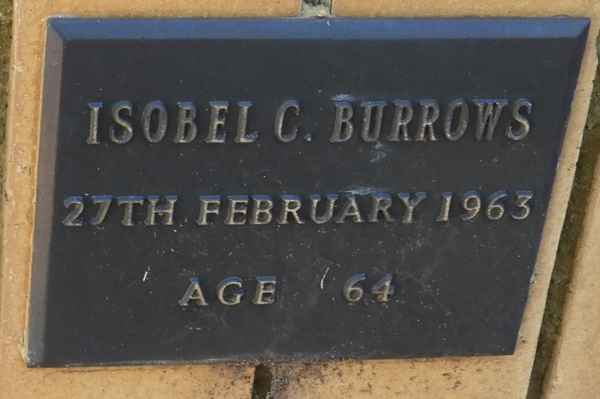 ISOBEL C. BURROWS
27TH FEBRUARY 1963
AGE 64